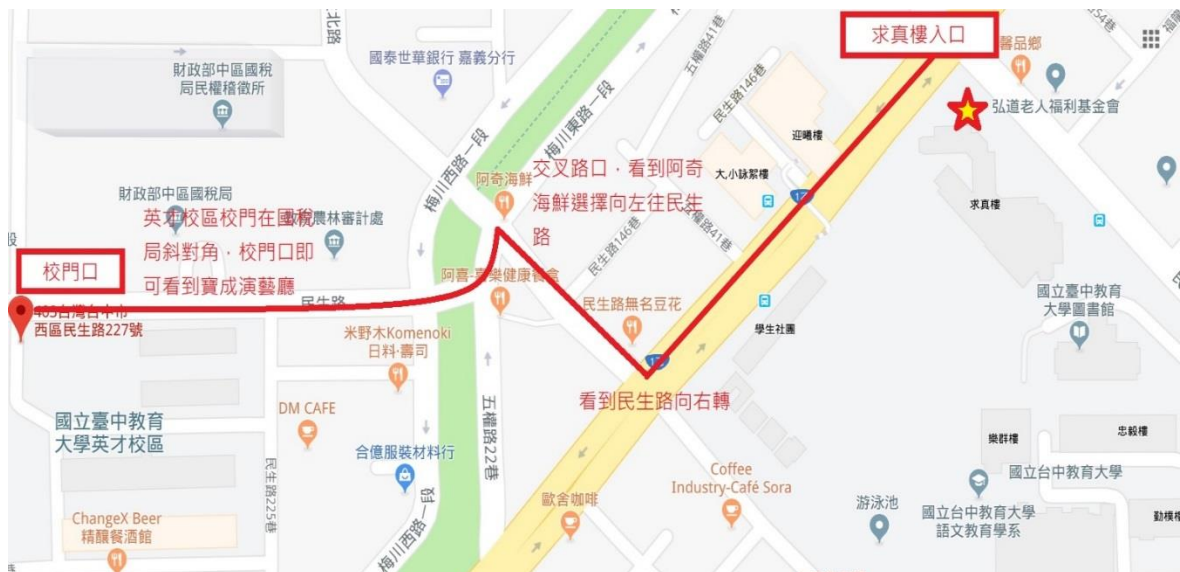 求真樓入口
馨品鄉
弘道老人福利基金會
國泰世華銀行 嘉義分行
財政部中區國稅
局民權稽徵所
五權路41巷
民生路146巷
梅川西路一段
梅川東路一段
迎曦樓
大.小詠絮樓
求真樓
阿奇海鮮
交叉路口,看到阿奇
海鮮選擇向左往民生
路
財政部中區國稅局
英才校區校門在國稅
局斜對角,校門口即
可看到寶成演藝廳
校門口
403台灣台中市
西區民生路227號
民生路
阿喜-喜樂健康餐盒
民生路146巷
五權路41巷
民生路無名豆花
學生社團
國立臺中教育
大學圖書館
米野木Komenoki
日料·壽司
看到民生路向右轉
國立臺中教育
大學英才校區
DM CAFE
合億服裝材料行
五權路22巷
民生路225巷
梅川西路一段
Coffee
Industry-Café Sora
歐舍咖啡
樂群樓
忠毅樓
國立台中教育大學
游泳池
國立台中教育大學
語文教育學系
勤樸樓
ChangeX Beer
精釀餐酒館